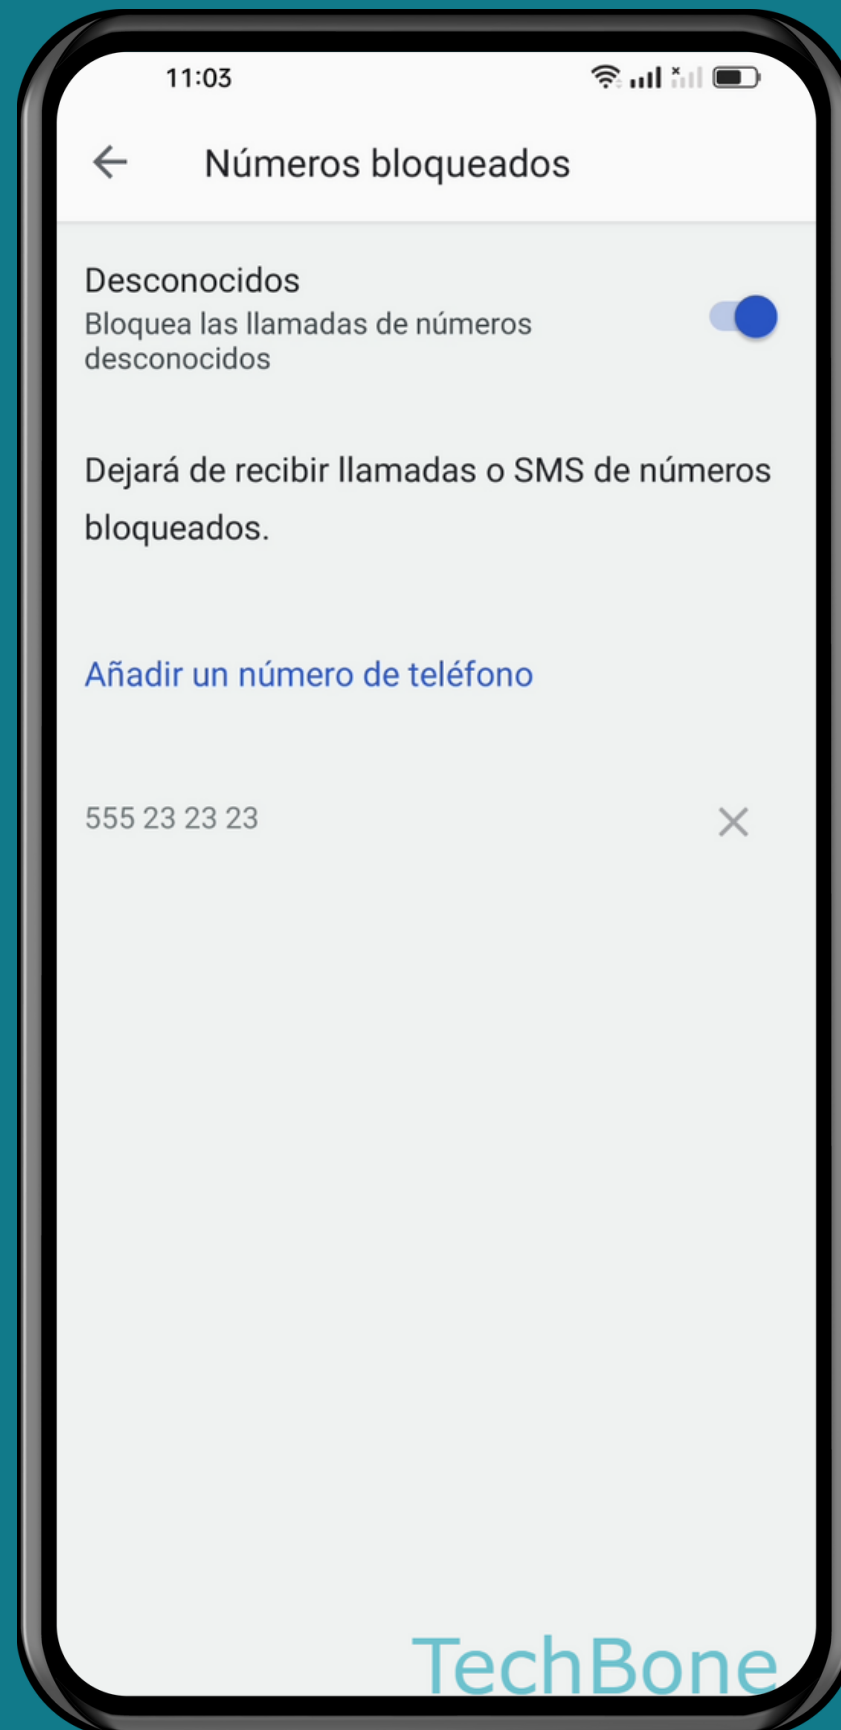 11:03
Números bloqueados
Desconocidos
Bloquea las llamadas de números
desconocidos
Dejará de recibir llamadas o SMS de números
bloqueados.
Añadir un número de teléfono
555 23 23 23
TechBone